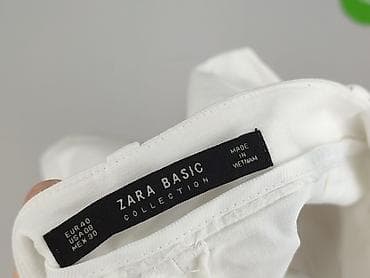 EUR 40
USA 08
MEX 30
ZARA BASIC
COLLECTION
MADE
IN
VIETNAM